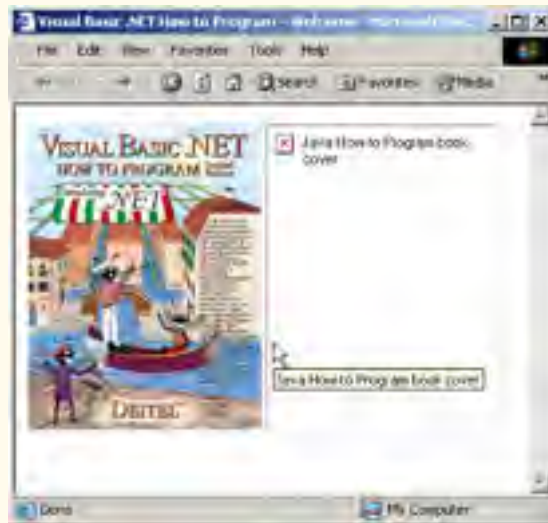 Visual Basic .NET How to Program - Welcome - Microsoft
File Edit View Favorites Tools Help
Search Favorites Media
VISUAL BASIC .NET
HOW TO PROGRAM
.NET
DEITEL
Java How to Program book
cover
Java How to Program book cover
Done
My Computer